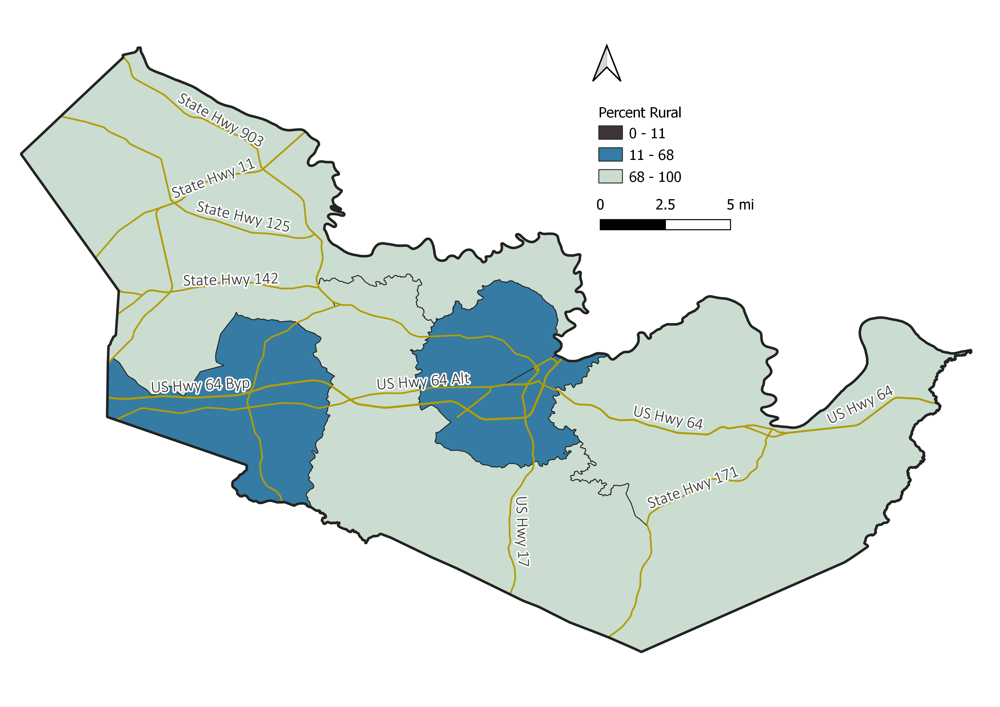 State Hwy 903
Percent Rural
0 - 11
11 - 68
68 - 100
State Hwy 11
0 2.5 5 mi
State Hwy 125
State Hwy 142
US Hwy 64 Byp
US Hwy 64 Alt
US Hwy 64
US Hwy 64
State Hwy 171
US Hwy 17